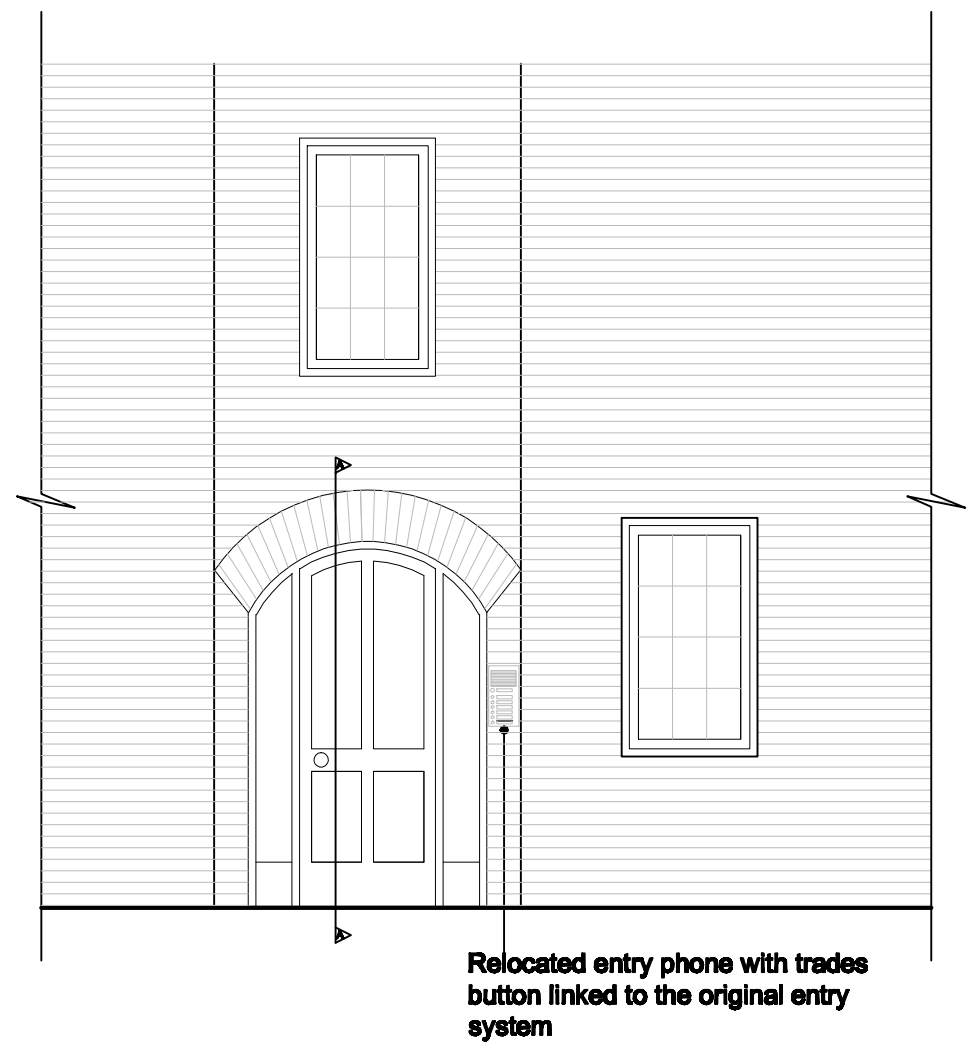 A
A
Relocated entry phone with trades
button linked to the original entry
system